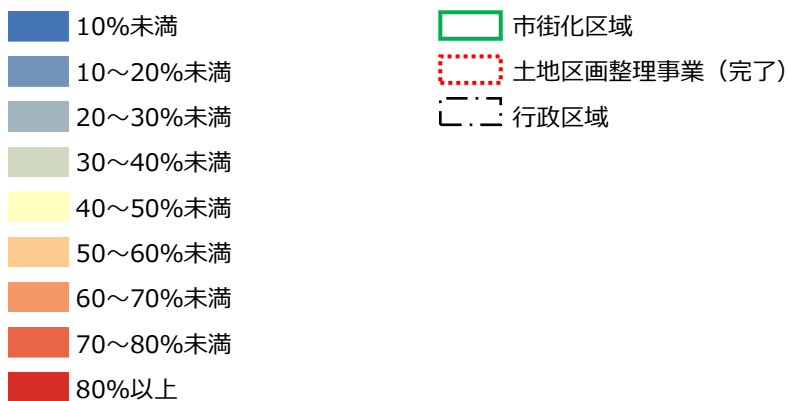 10%未満
10～20%未満
20～30%未満
30～40%未満
40～50%未満
50～60%未満
60～70%未満
70～80%未満
80%以上
市街化区域
土地区画整理事業（完了）
行政区域